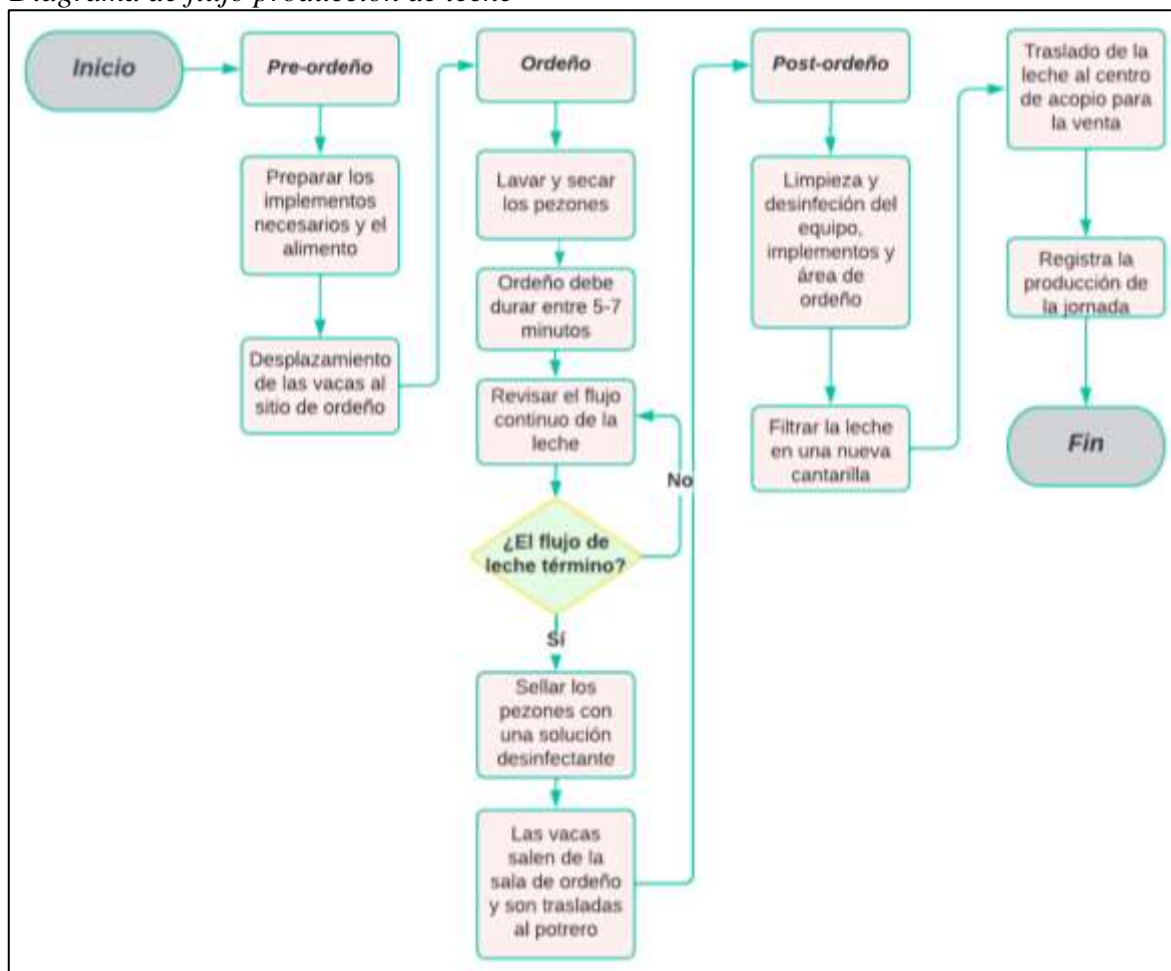 Diagrama de flujo producción de leche
Inicio
Pre-ordeño
Preparar los
implementos
necesarios y el
alimento
Desplazamiento
de las vacas al
sitio de ordeño
Ordeño
Lavar y secar
los pezones
Ordeño debe
durar entre 5-7
minutos
Revisar el flujo
continuo de la
leche
No
¿El flujo de
leche término?
Sí
Sellar los
pezones con
una solución
desinfectante
Las vacas
salen de la
sala de ordeño
y son trasladas
al potrero
Post-ordeño
Limpieza y
desinfeción del
equipo,
implementos y
área de
ordeño
Filtrar la leche
en una nueva
cantarilla
Traslado de la
leche al centro
de acopio para
la venta
Registra la
producción de
la jornada
Fin